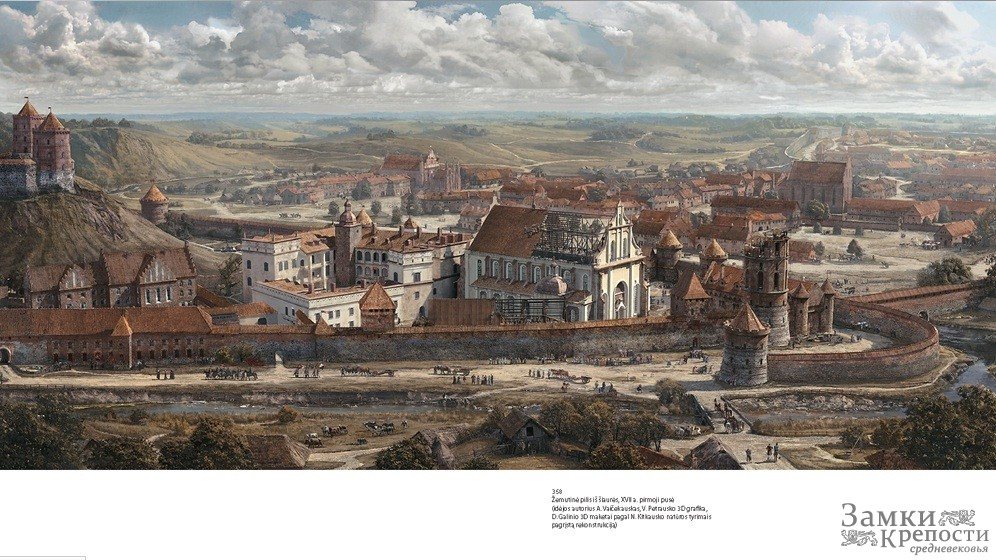 358
Žemutinė pilis iš šiaurės, XVII a. pirmoji pusė
(idėjos autorius A. Vaičekauskas, V. Petrausko 3D grafika,
D. Galinio 3D maketai pagal N. Kitkausko natūros tyrimais
pagrįstą rekonstrukciją)
Замки
Крепости
средневековья